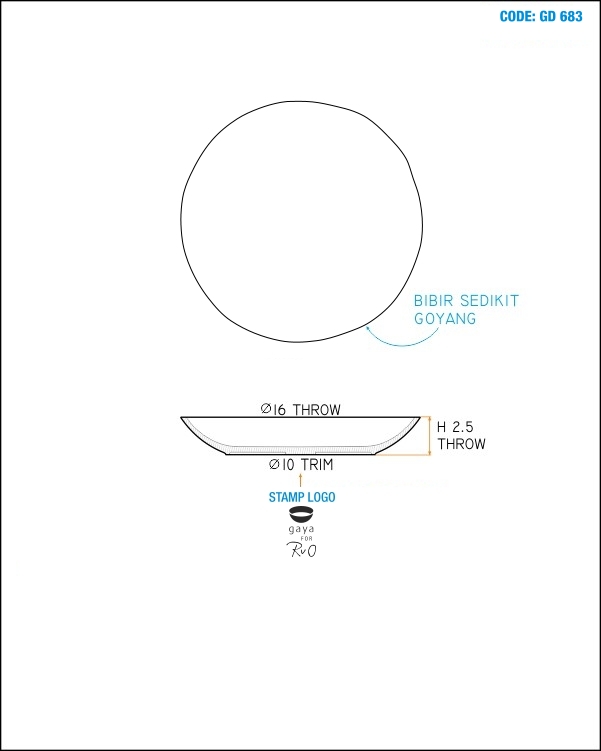 CODE: GD 683
BIBIR SEDIKIT
GOYANG
Ø16 THROW
H 2.5
THROW
Ø10 TRIM
STAMP LOGO
gaya
FOR
RvO